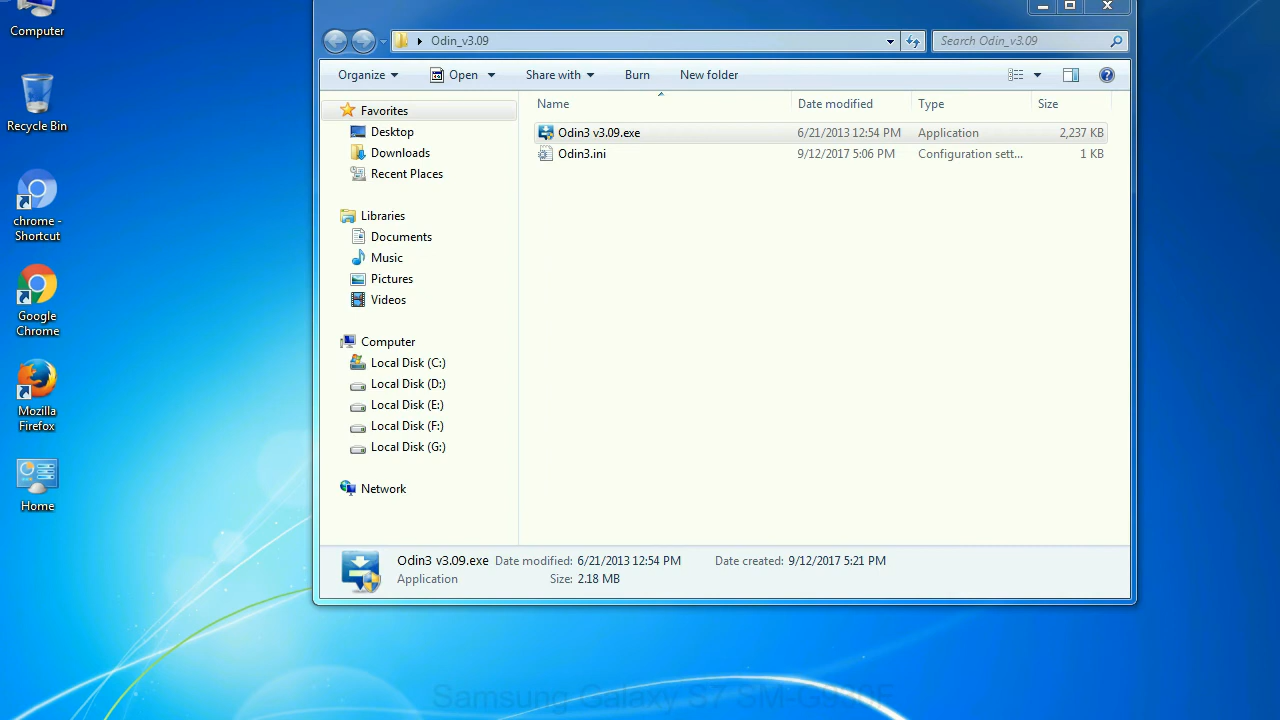 Computer
Recycle Bin
chrome -
Shortcut
Google
Chrome
Mozilla
Firefox
Home
Odin_v3.09
Search Odin_v3.09
Organize Open Share with Burn New folder
Name Date modified Type Size
Odin3 v3.09.exe 6/21/2013 12:54 PM Application 2,237 KB
Odin3.ini 9/12/2017 5:06 PM Configuration sett... 1 KB
Favorites
Desktop
Downloads
Recent Places
Libraries
Documents
Music
Pictures
Videos
Computer
Local Disk (C:)
Local Disk (D:)
Local Disk (E:)
Local Disk (F:)
Local Disk (G:)
Network
Odin3 v3.09.exe Date modified: 6/21/2013 12:54 PM Date created: 9/12/2017 5:21 PM
Application Size: 2.18 MB
Samsung Galaxy S7